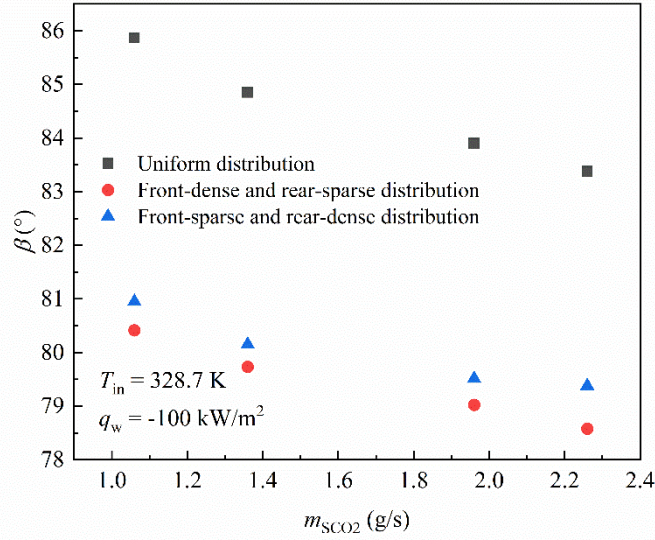 86
85
84
83
82
81
80
79
78
β (°)
Uniform distribution
Front-dense and rear-sparse distribution
Front-sparse and rear-dense distribution
T_in = 328.7 K
q_w = -100 kW/m²
1.0 1.2 1.4 1.6 1.8 2.0 2.2 2.4
m_SCO2 (g/s)